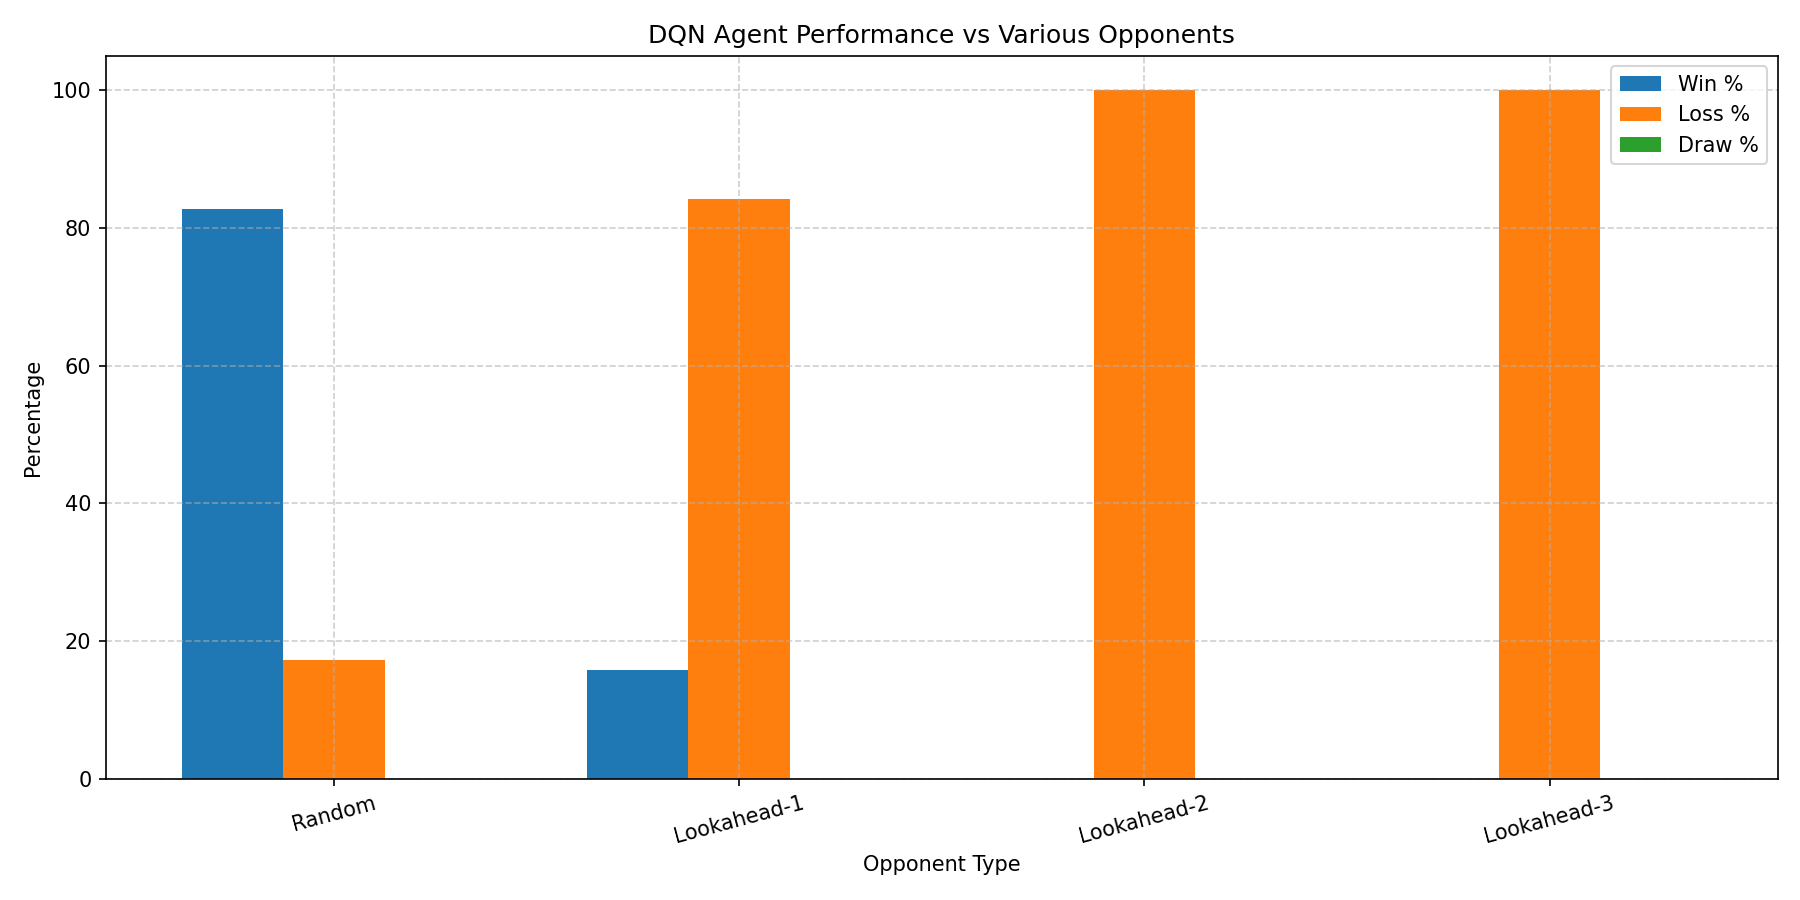 DQN Agent Performance vs Various Opponents
Win %
Loss %
Draw %
100
80
60
40
20
0
Percentage
Random
Lookahead-1
Lookahead-2
Lookahead-3
Opponent Type